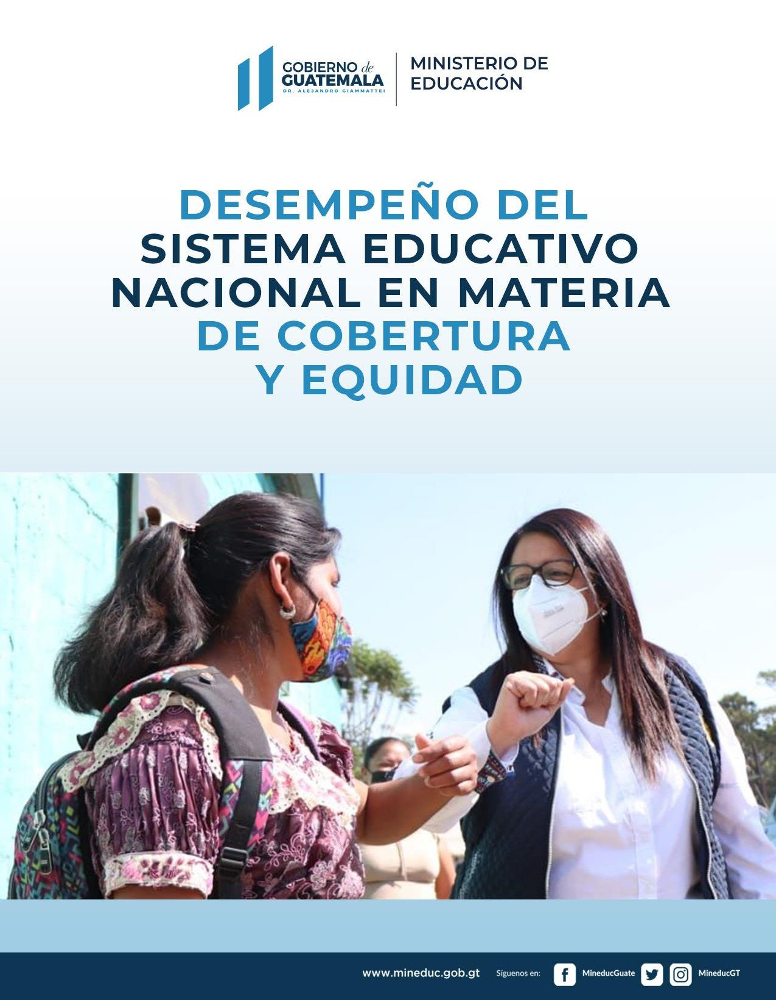 GOBIERNO de
GUATEMALA
DR. ALEJANDRO GIAMMATTEI
MINISTERIO DE
EDUCACIÓN
DESEMPEÑO DEL
SISTEMA EDUCATIVO
NACIONAL EN MATERIA
DE COBERTURA
Y EQUIDAD
www.mineduc.gob.gt
Síguenos en:
MineducGuate
MineducGT